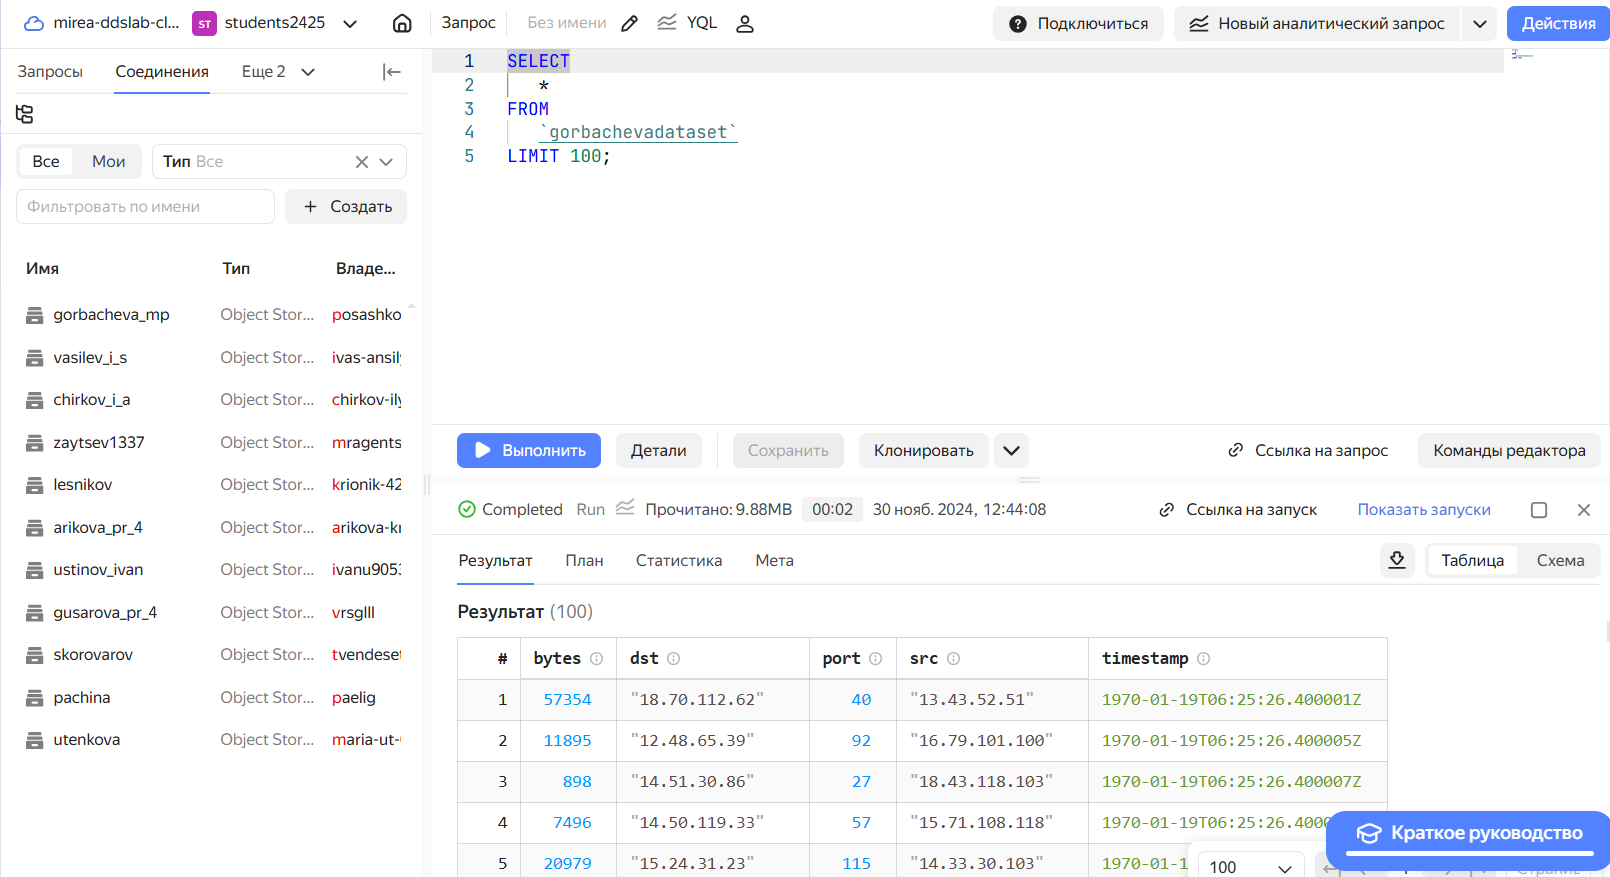 mirea-ddslab-cl... ST students2425 Запрос Без имени YQL Подключиться Новый аналитический запрос Действия
Запросы Соединения Еще 2
Все Мои Тип Все
Фильтровать по имени + Создать
Имя Тип Владе...
gorbacheva_mp Object Stor... posashko
vasilev_i_s Object Stor... ivas-ansily
chirkov_i_a Object Stor... chirkov-ily
zaytsev1337 Object Stor... mragents
lesnikov Object Stor... krionik-42
arikova_pr_4 Object Stor... arikova-kr
ustinov_ivan Object Stor... ivanu9053
gusarova_pr_4 Object Stor... vrsglll
skorovarov Object Stor... tvendeset
pachina Object Stor... paelig
utenkova Object Stor... maria-ut-
1 SELECT
2 *
3 FROM
4 `gorbachevadataset`
5 LIMIT 100;
Выполнить Детали Сохранить Клонировать Ссылка на запрос Команды редактора
Completed Run Прочитано: 9.88MB 00:02 30 нояб. 2024, 12:44:08 Ссылка на запуск Показать запуски
Результат План Статистика Мета Таблица Схема
Результат (100)
# bytes dst port src timestamp
1 57354 "18.70.112.62" 40 "13.43.52.51" 1970-01-19T06:25:26.400001Z
2 11895 "12.48.65.39" 92 "16.79.101.100" 1970-01-19T06:25:26.400005Z
3 898 "14.51.30.86" 27 "18.43.118.103" 1970-01-19T06:25:26.400007Z
4 7496 "14.50.119.33" 57 "15.71.108.118" 1970-01-19T06:25:26.4000
5 20979 "15.24.31.23" 115 "14.33.30.103" 1970-01-1
Краткое руководство
100